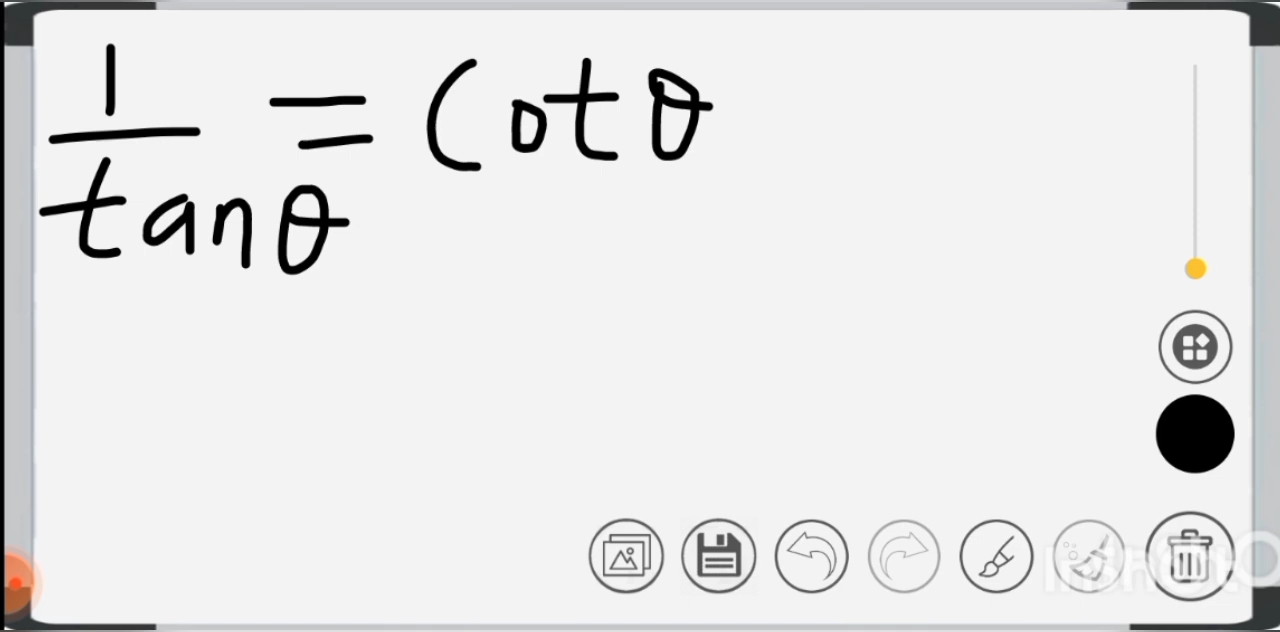 1/tanθ = Cotθ